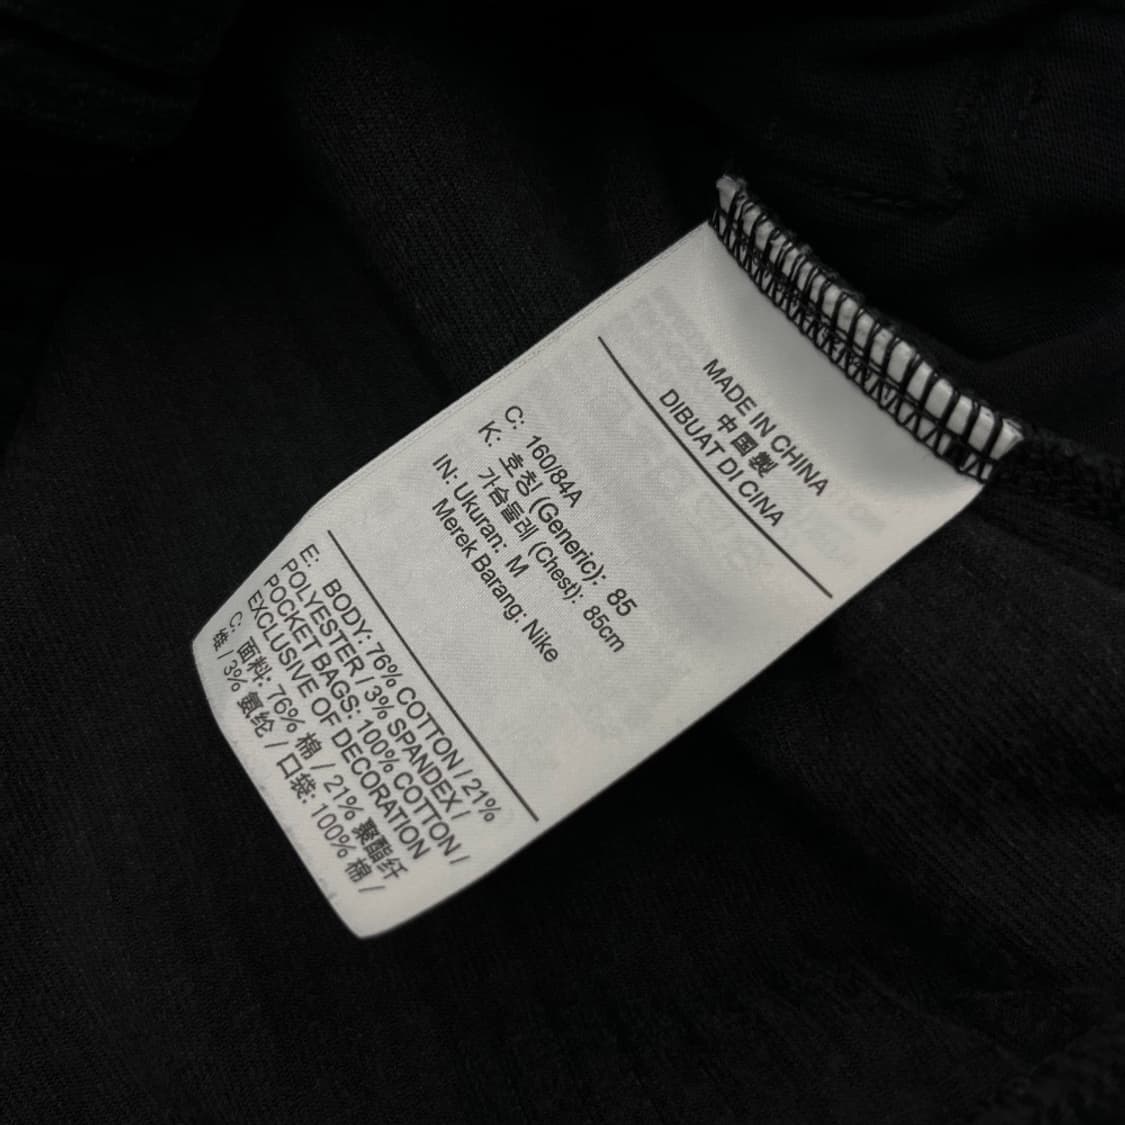 MADE IN CHINA
中国製
DIBUAT DI CINA
C: 160/84A
K: 호칭 (Generic): 85
가슴둘레 (Chest): 85cm
IN: Ukuran: M
Merek Barang: Nike
E: BODY: 76% COTTON / 21%
POLYESTER / 3% SPANDEX /
POCKET BAGS: 100% COTTON /
EXCLUSIVE OF DECORATION
C: 面料: 76% 棉 / 21% 聚酯纤
维 / 3% 氨纶 / 口袋: 100% 棉 /